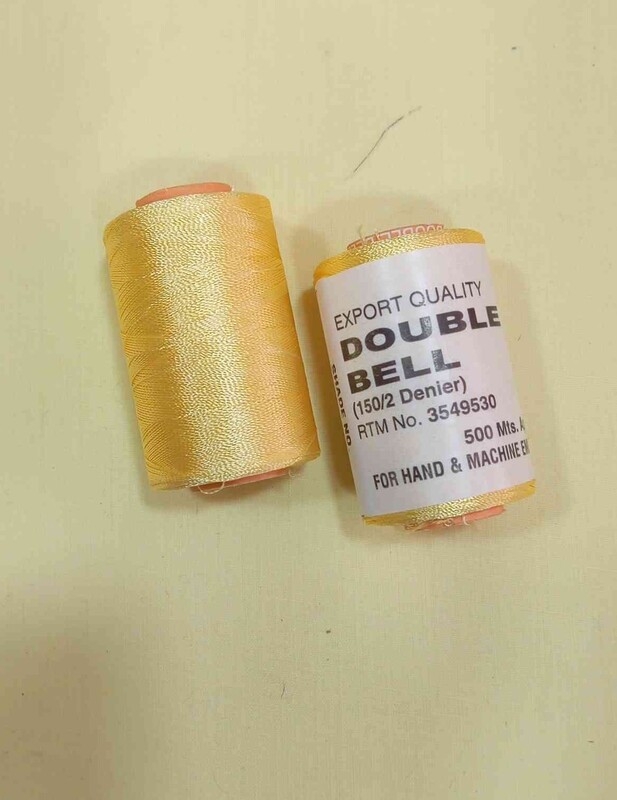 EXPORT QUALITY
DOUBLE
BELL
(150/2 Denier)
RTM No. 3549530
500 Mts.
FOR HAND & MACHINE
SHADE NO